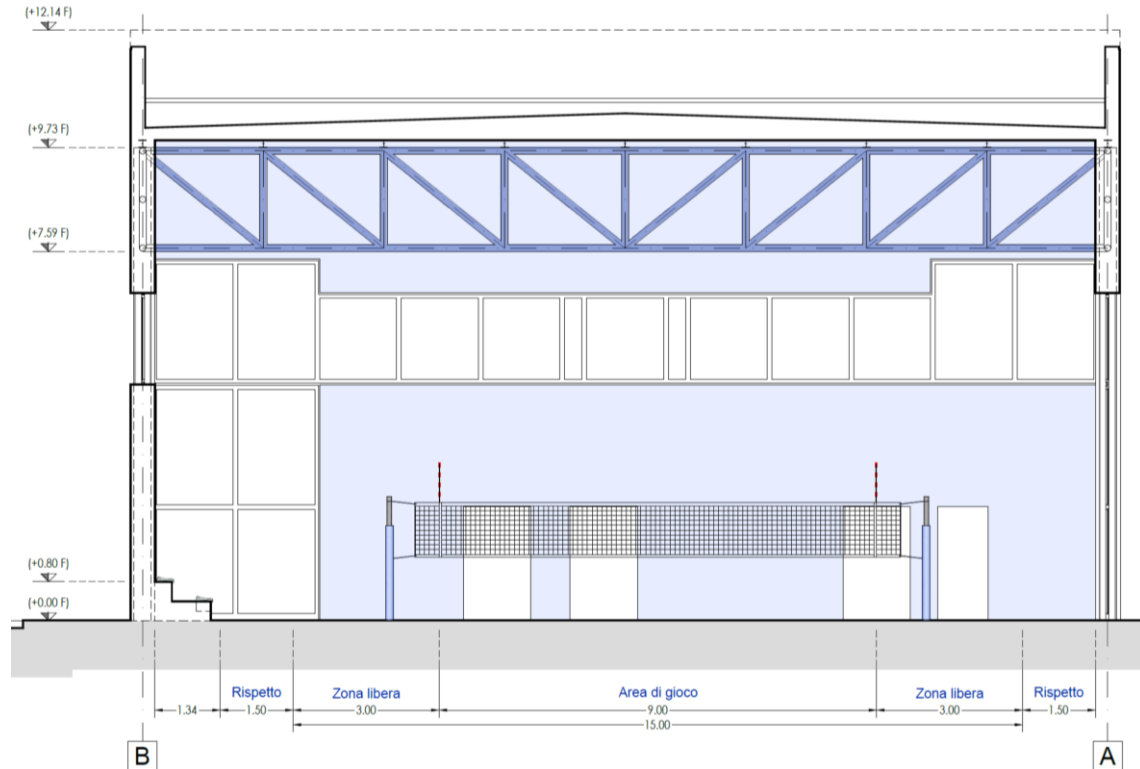 (+12.14 F)
(+9.73 F)
(+7.59 F)
(+0.80 F)
(+0.00 F)
Rispetto Zona libera Area di gioco Zona libera Rispetto
1.34 1.50 3.00 9.00 3.00 1.50
15.00
B A